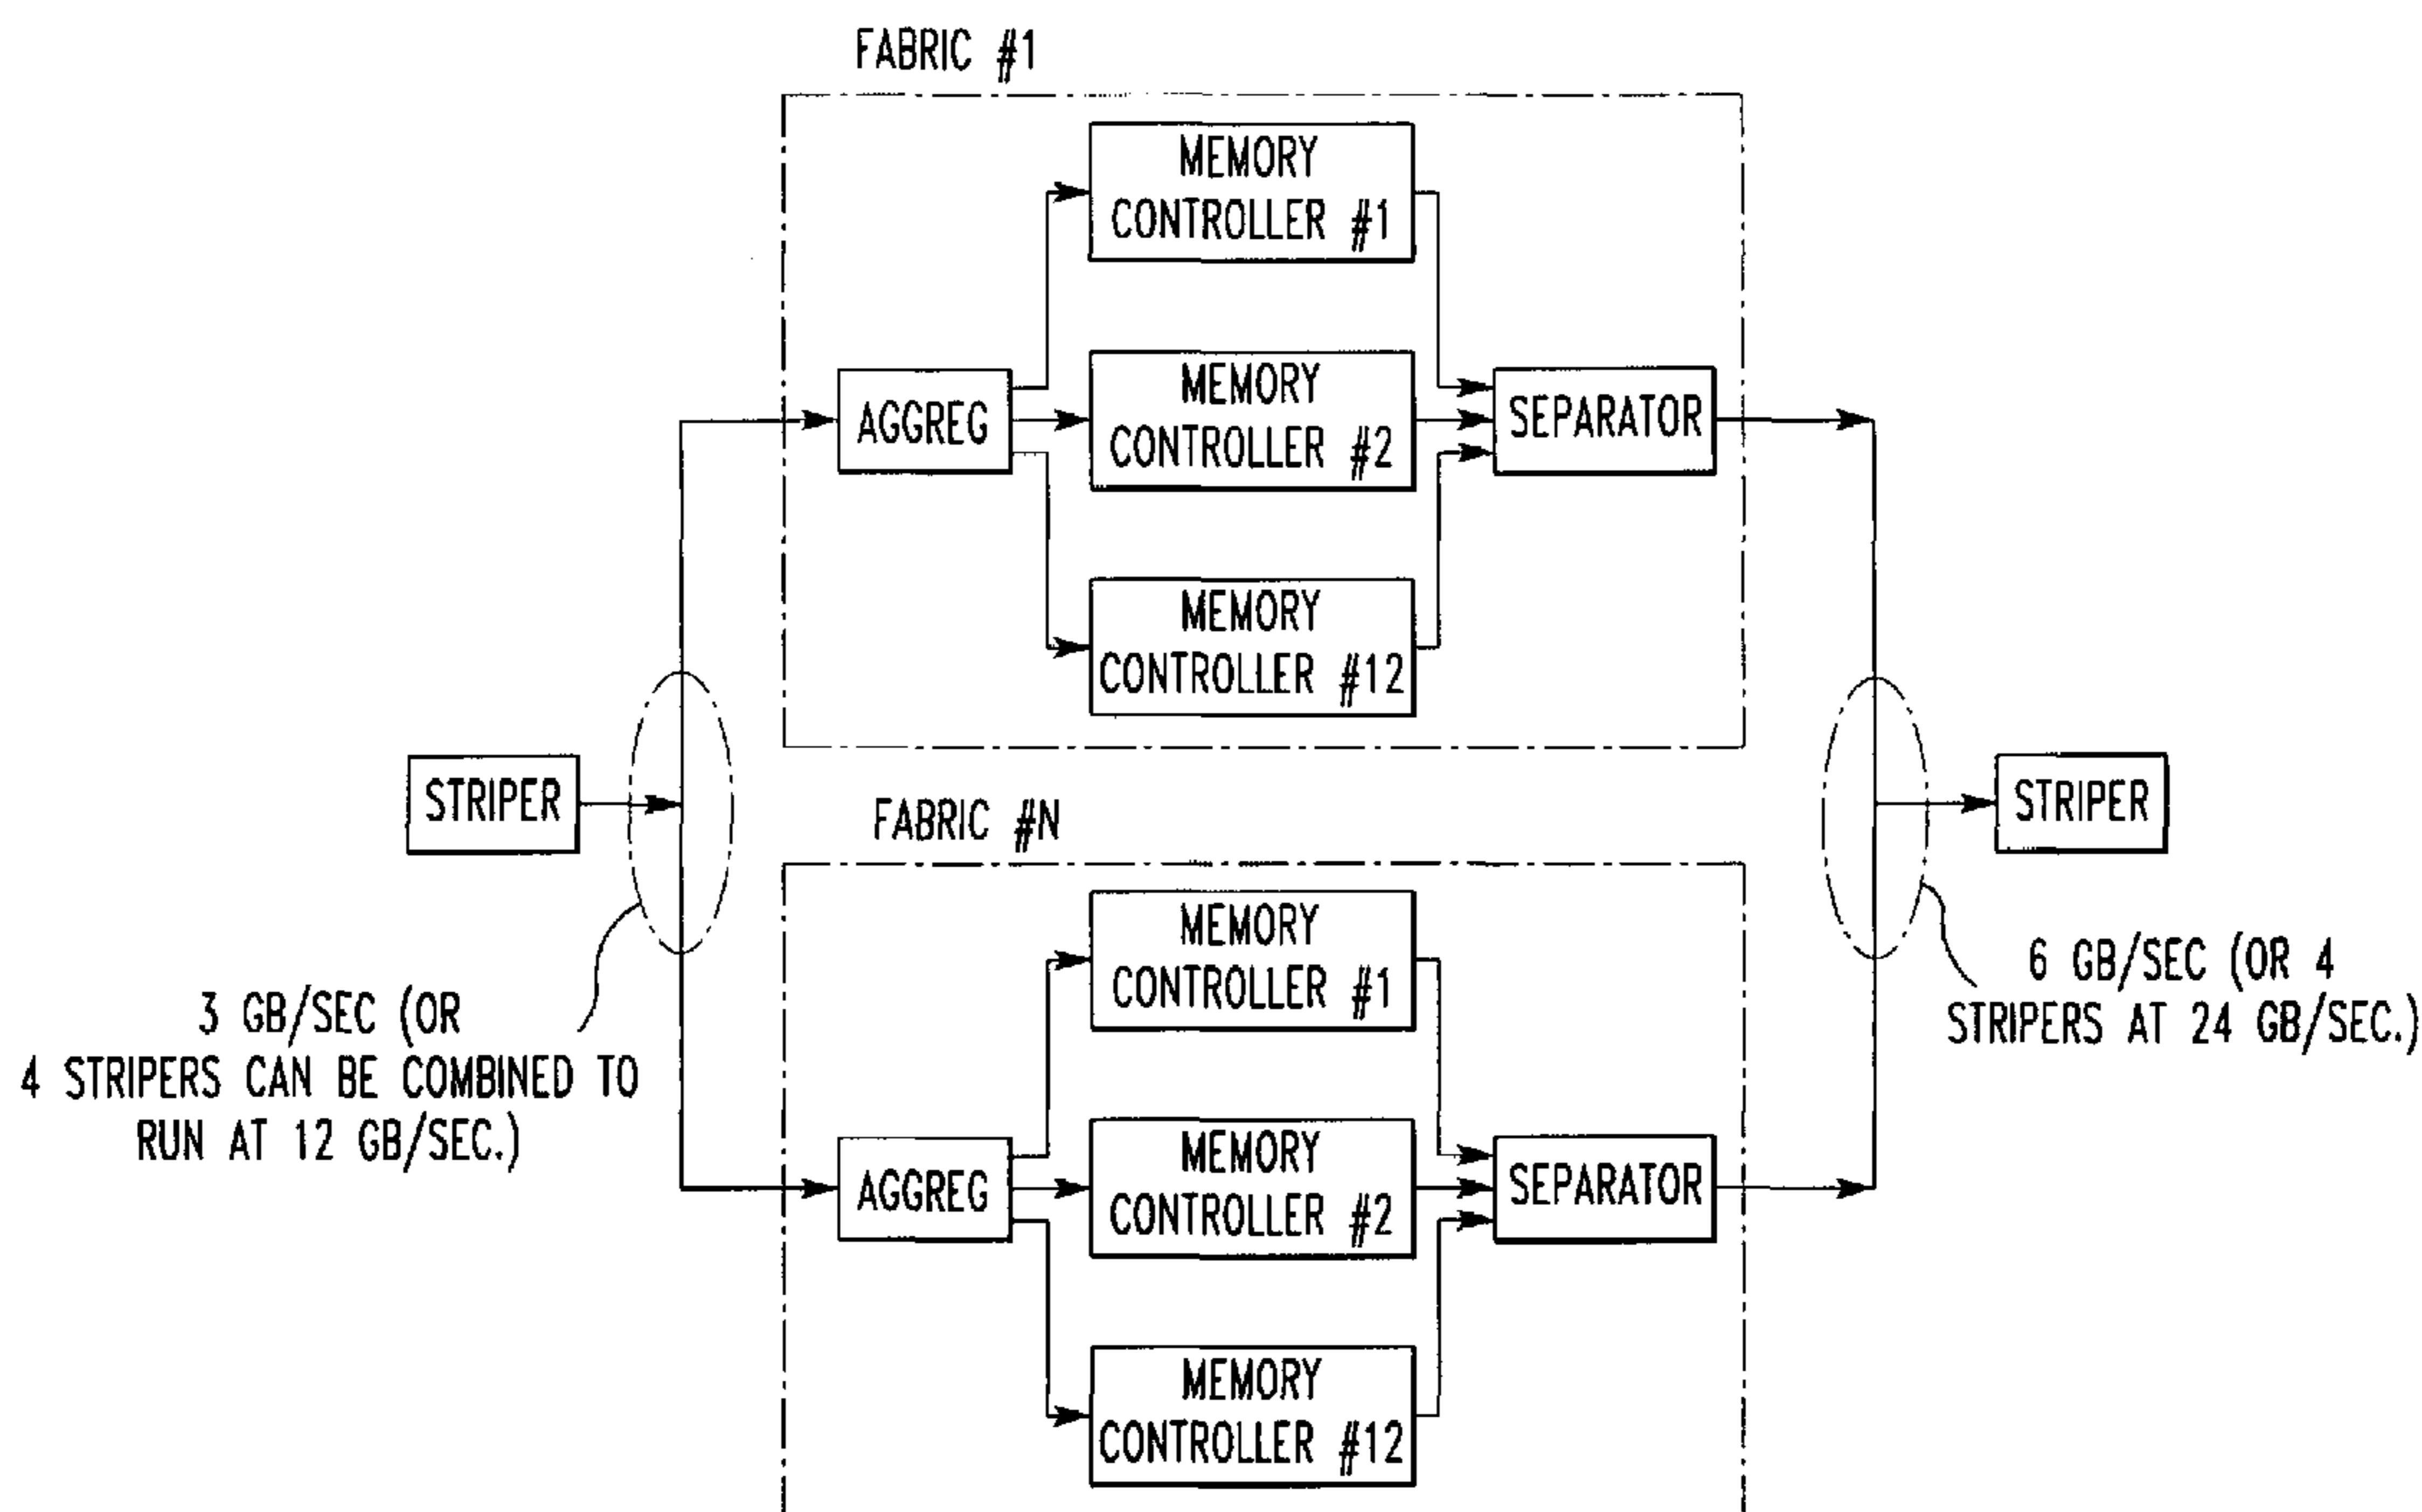 FABRIC #1
MEMORY
CONTROLLER #1
MEMORY
CONTROLLER #2
MEMORY
CONTROLLER #12
AGGREG
SEPARATOR
STRIPER
3 GB/SEC (OR
4 STRIPERS CAN BE COMBINED TO
RUN AT 12 GB/SEC.)
FABRIC #N
MEMORY
CONTROLLER #1
MEMORY
CONTROLLER #2
MEMORY
CONTROLLER #12
AGGREG
SEPARATOR
STRIPER
6 GB/SEC (OR 4
STRIPERS AT 24 GB/SEC.)